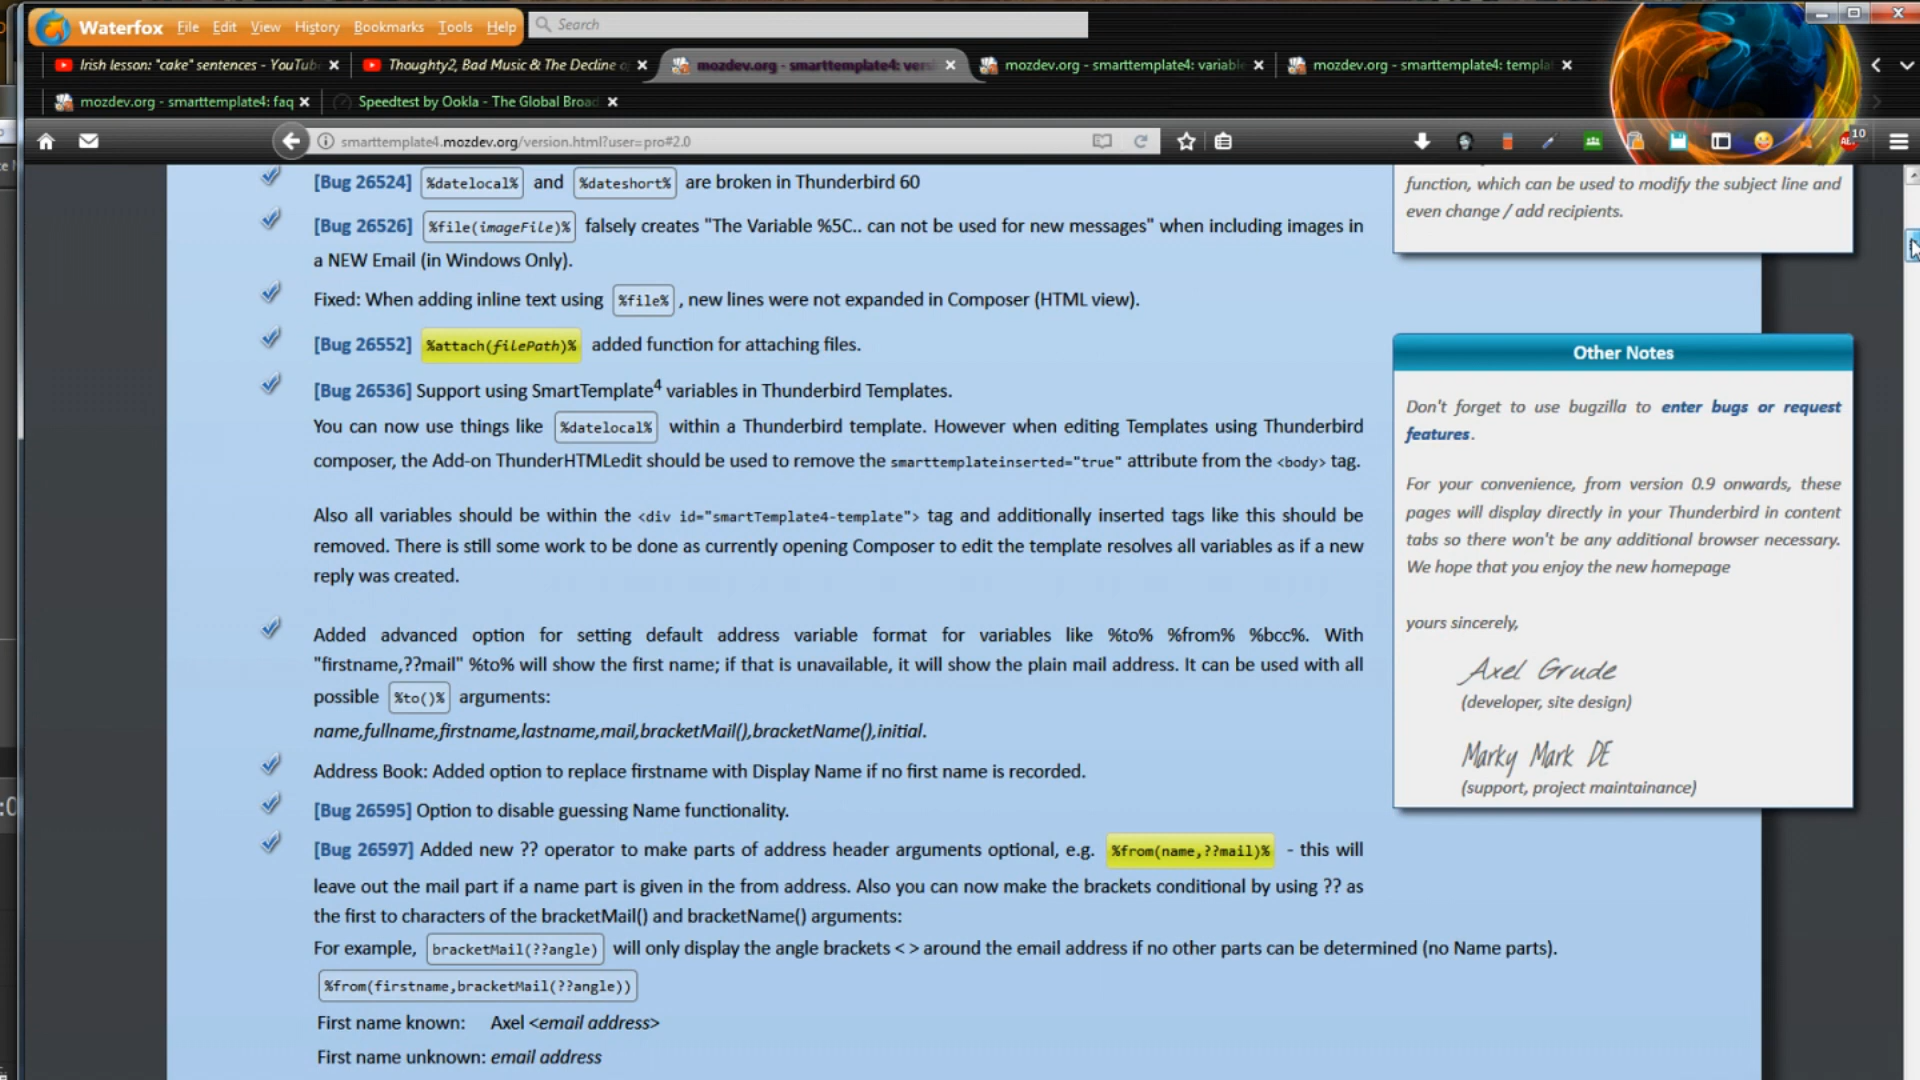 Waterfox File Edit View History Bookmarks Tools Help Search
Irish lesson: "cake" sentences - YouTub
Thoughty2, Bad Music & The Decline o
mozdev.org - smarttemplate4: vers
mozdev.org - smarttemplate4: variable
mozdev.org - smarttemplate4: templat
mozdev.org - smarttemplate4: faq
Speedtest by Ookla - The Global Broad
smarttemplate4.mozdev.org/version.html?user=pro#2.0
10
[Bug 26524] %datelocal% and %dateshort% are broken in Thunderbird 60
[Bug 26526] %file(imageFile)% falsely creates "The Variable %5C.. can not be used for new messages" when including images in
a NEW Email (in Windows Only).
Fixed: When adding inline text using %file% , new lines were not expanded in Composer (HTML view).
[Bug 26552] %attach(filePath)% added function for attaching files.
[Bug 26536] Support using SmartTemplate4 variables in Thunderbird Templates.
You can now use things like %datelocal% within a Thunderbird template. However when editing Templates using Thunderbird
composer, the Add-on ThunderHTMLedit should be used to remove the smarttemplateinserted="true" attribute from the <body> tag.
Also all variables should be within the <div id="smartTemplate4-template"> tag and additionally inserted tags like this should be
removed. There is still some work to be done as currently opening Composer to edit the template resolves all variables as if a new
reply was created.
Added advanced option for setting default address variable format for variables like %to% %from% %bcc%. With
"firstname,??mail" %to% will show the first name; if that is unavailable, it will show the plain mail address. It can be used with all
possible %to()% arguments:
name,fullname,firstname,lastname,mail,bracketMail(),bracketName(),initial.
Address Book: Added option to replace firstname with Display Name if no first name is recorded.
[Bug 26595] Option to disable guessing Name functionality.
[Bug 26597] Added new ?? operator to make parts of address header arguments optional, e.g. %from(name,??mail)% - this will
leave out the mail part if a name part is given in the from address. Also you can now make the brackets conditional by using ?? as
the first to characters of the bracketMail() and bracketName() arguments:
For example, bracketMail(??angle) will only display the angle brackets < > around the email address if no other parts can be determined (no Name parts).
%from(firstname,bracketMail(??angle))
First name known: Axel <email address>
First name unknown: email address
function, which can be used to modify the subject line and
even change / add recipients.
Other Notes
Don't forget to use bugzilla to enter bugs or request
features.
For your convenience, from version 0.9 onwards, these
pages will display directly in your Thunderbird in content
tabs so there won't be any additional browser necessary.
We hope that you enjoy the new homepage
yours sincerely,
Axel Grude
(developer, site design)
Marky Mark DE
(support, project maintainance)